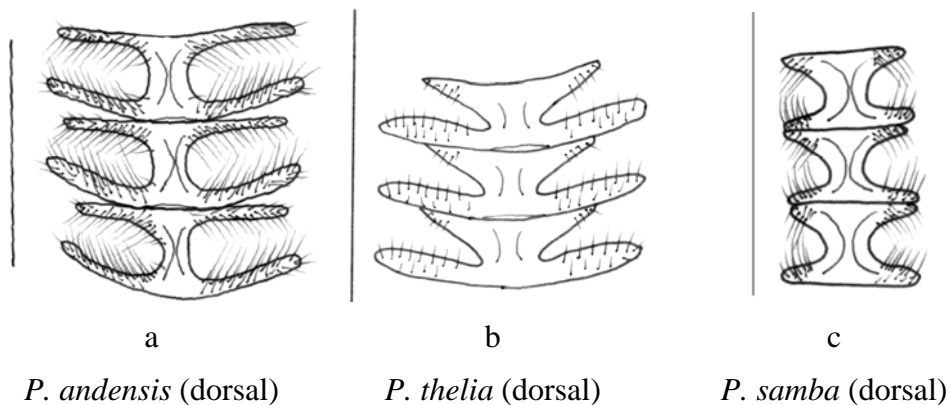 a b c
P. andensis (dorsal) P. thelia (dorsal) P. samba (dorsal)